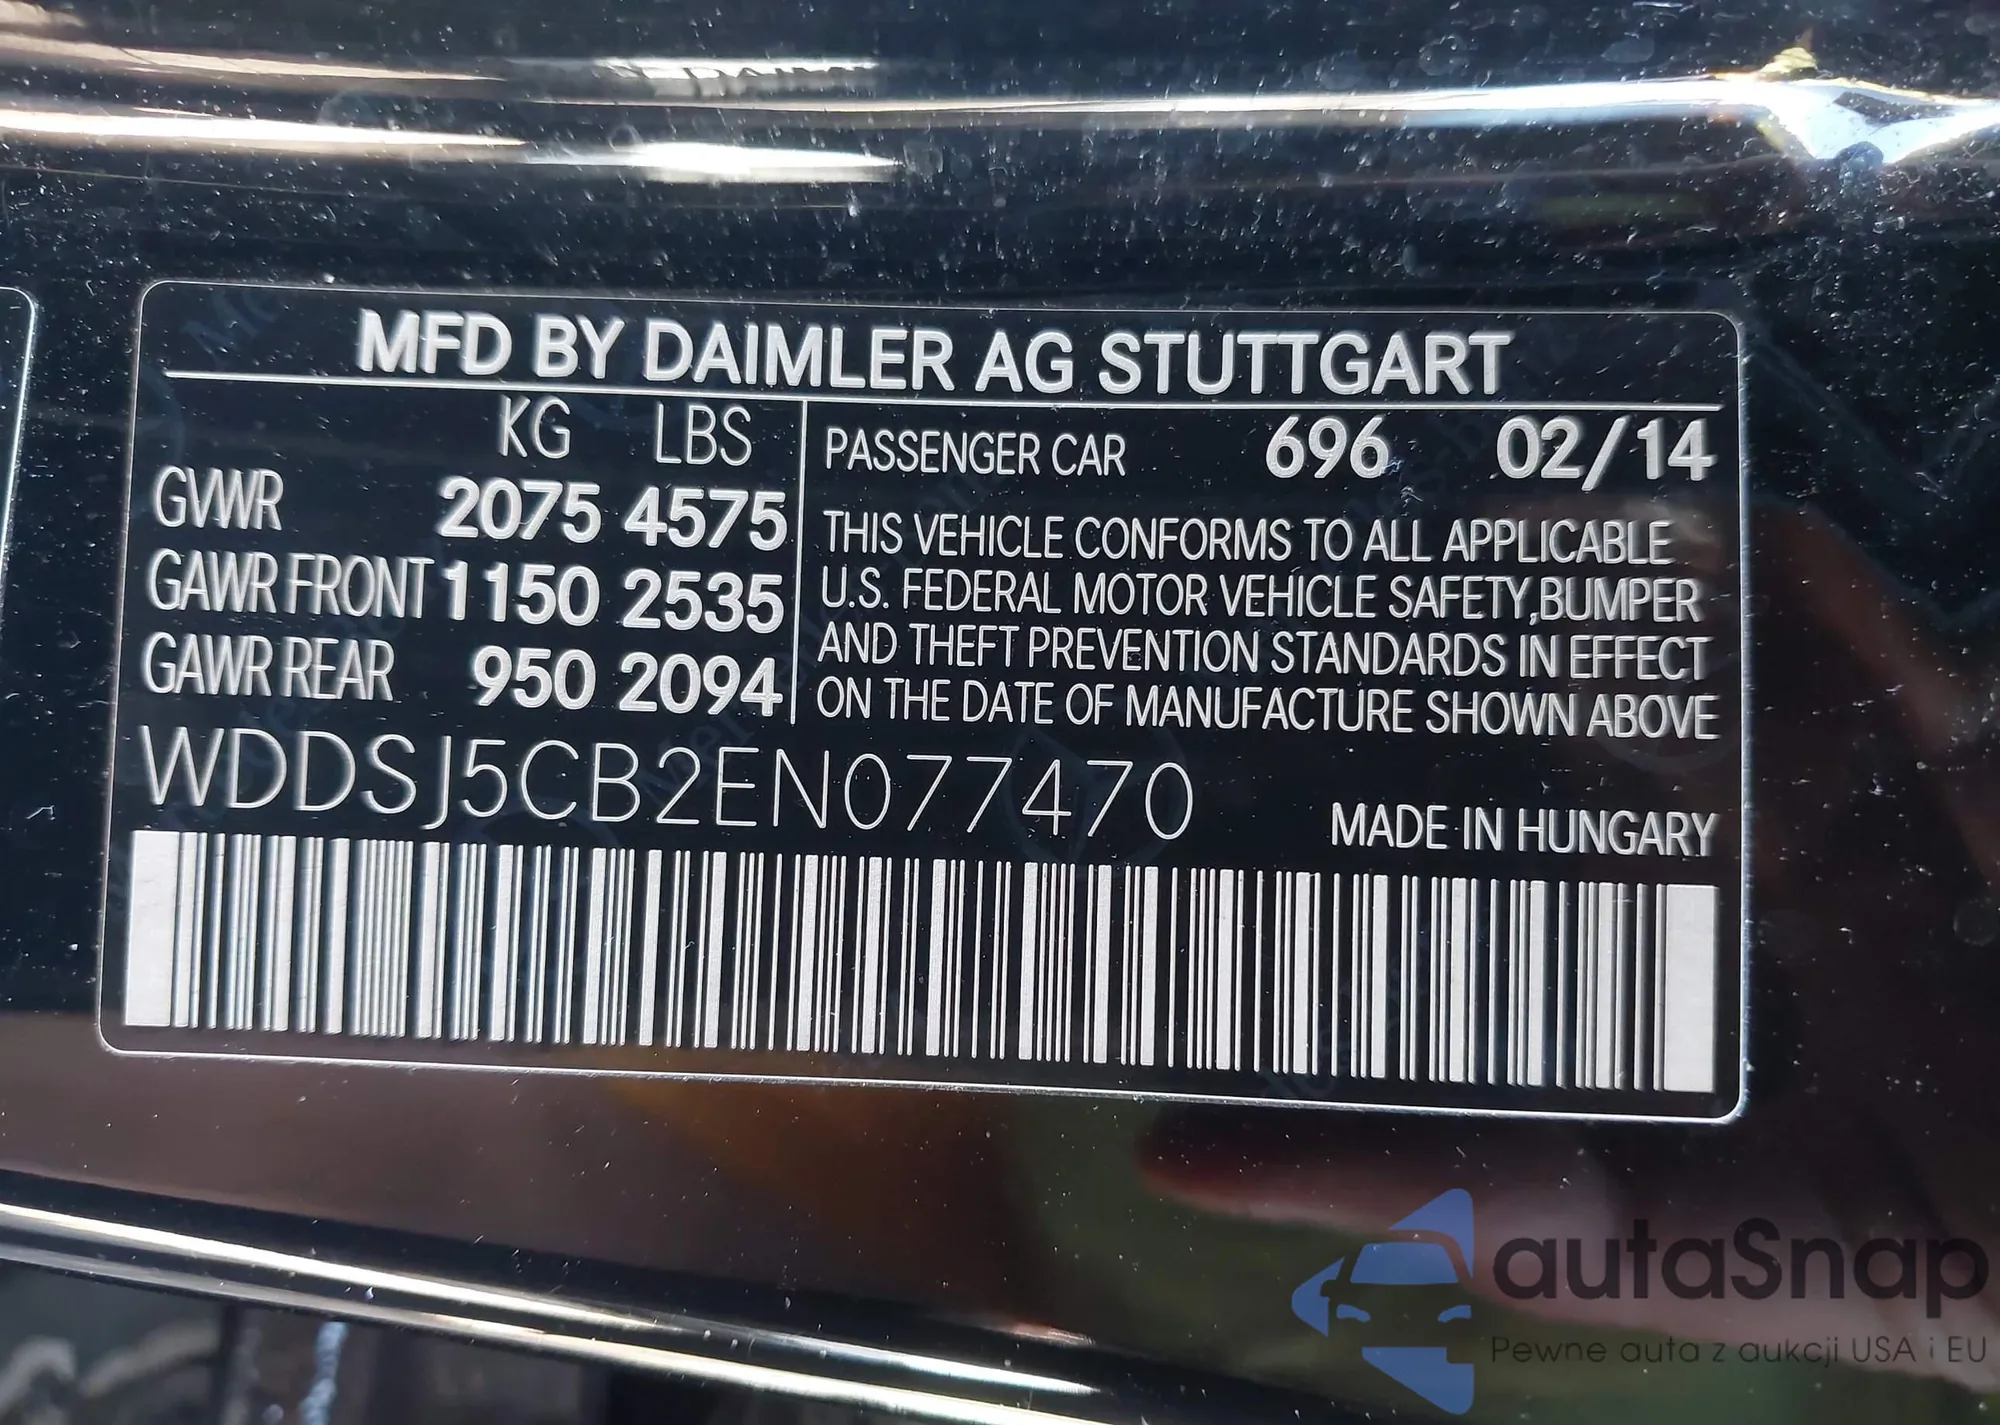 MFD BY DAIMLER AG STUTTGART
KG LBS
GVWR 2075 4575
GAWR FRONT 1150 2535
GAWR REAR 950 2094
PASSENGER CAR 696 02/14
THIS VEHICLE CONFORMS TO ALL APPLICABLE
U.S. FEDERAL MOTOR VEHICLE SAFETY,BUMPER
AND THEFT PREVENTION STANDARDS IN EFFECT
ON THE DATE OF MANUFACTURE SHOWN ABOVE
WDDSJ5CB2EN077470
MADE IN HUNGARY
autaSnap
Pewne auta z aukcji USA i EU